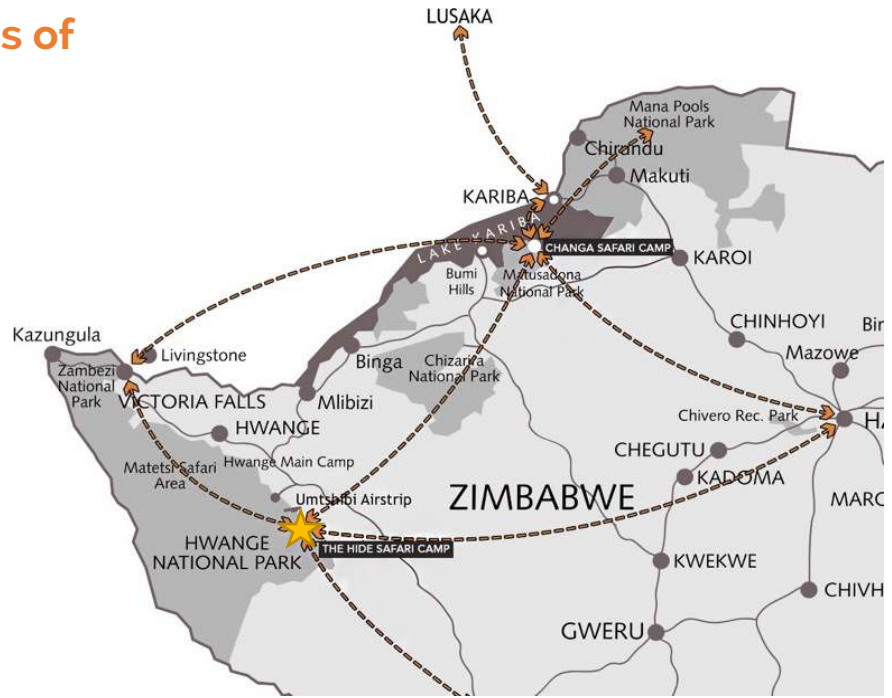 s of
LUSAKA
Mana Pools
National Park
Chirundu
Makuti
KARIBA
LAKE KARIBA
CHANGA SAFARI CAMP
KAROI
Bumi
Hills
Matusadona
National Park
CHINHOYI
Bin
Mazowe
Kazungula
Livingstone
Zambezi
National
Park
Binga
Chizarira
National Park
VICTORIA FALLS
Mlibizi
Chivero Rec. Park
HA
HWANGE
CHEGUTU
Matetsi Safari
Area
Hwange Main Camp
KADOMA
Umtshibi Airstrip
ZIMBABWE
MARO
HWANGE
NATIONAL PARK
THE HIDE SAFARI CAMP
KWEKWE
CHIVH
GWERU